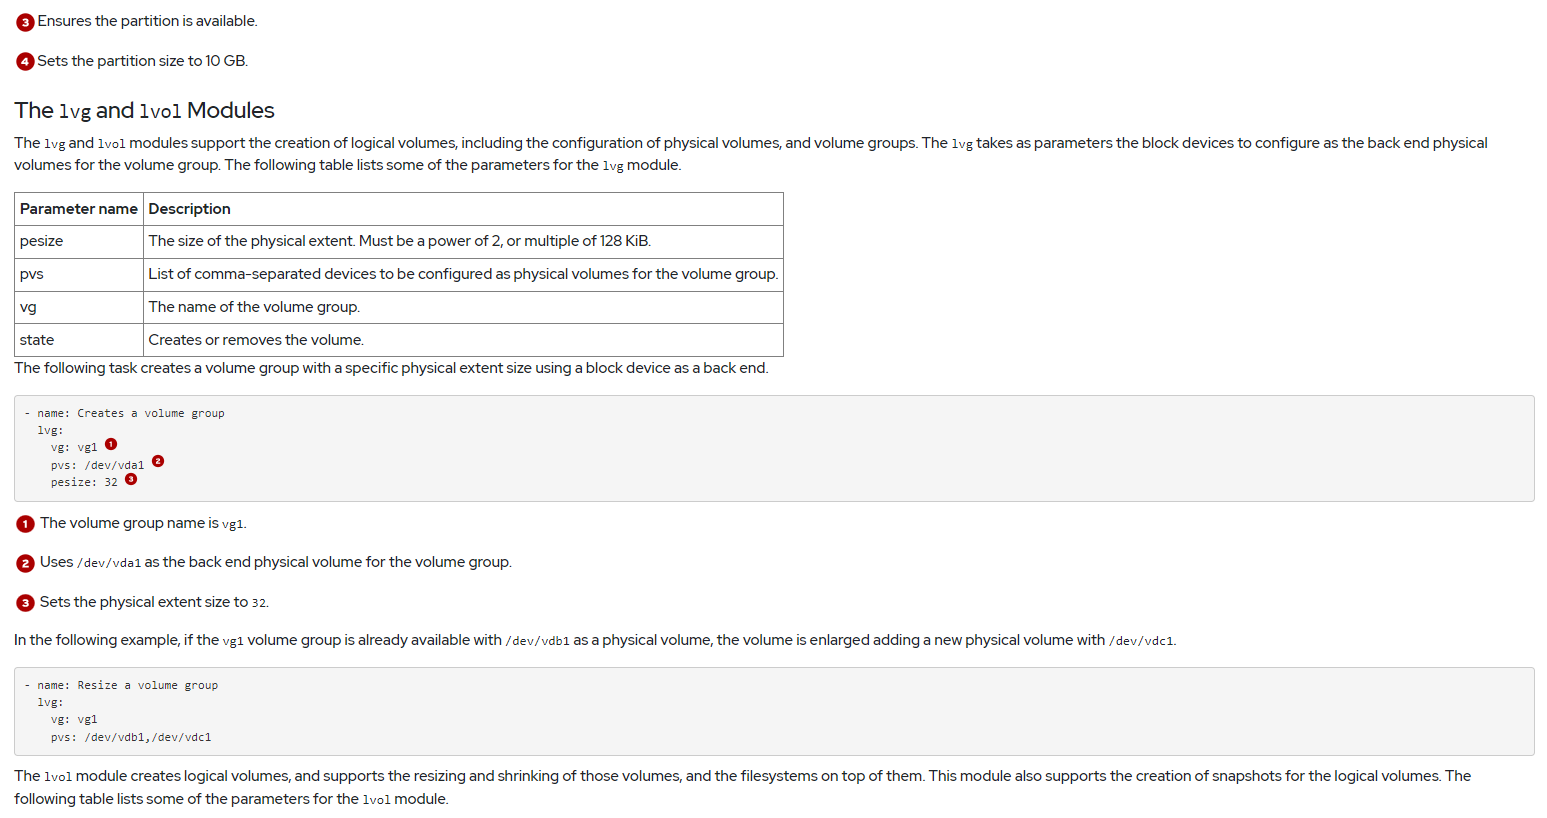 3 Ensures the partition is available.
4 Sets the partition size to 10 GB.
The lvg and lvol Modules
The lvg and lvol modules support the creation of logical volumes, including the configuration of physical volumes, and volume groups. The lvg takes as parameters the block devices to configure as the back end physical
volumes for the volume group. The following table lists some of the parameters for the lvg module.
Parameter name Description
pesize The size of the physical extent. Must be a power of 2, or multiple of 128 KiB.
pvs List of comma-separated devices to be configured as physical volumes for the volume group.
vg The name of the volume group.
state Creates or removes the volume.
The following task creates a volume group with a specific physical extent size using a block device as a back end.
- name: Creates a volume group
  lvg:
    vg: vg1 1
    pvs: /dev/vda1 2
    pesize: 32 3
1 The volume group name is vg1.
2 Uses /dev/vda1 as the back end physical volume for the volume group.
3 Sets the physical extent size to 32.
In the following example, if the vg1 volume group is already available with /dev/vdb1 as a physical volume, the volume is enlarged adding a new physical volume with /dev/vdc1.
- name: Resize a volume group
  lvg:
    vg: vg1
    pvs: /dev/vdb1,/dev/vdc1
The lvol module creates logical volumes, and supports the resizing and shrinking of those volumes, and the filesystems on top of them. This module also supports the creation of snapshots for the logical volumes. The
following table lists some of the parameters for the lvol module.